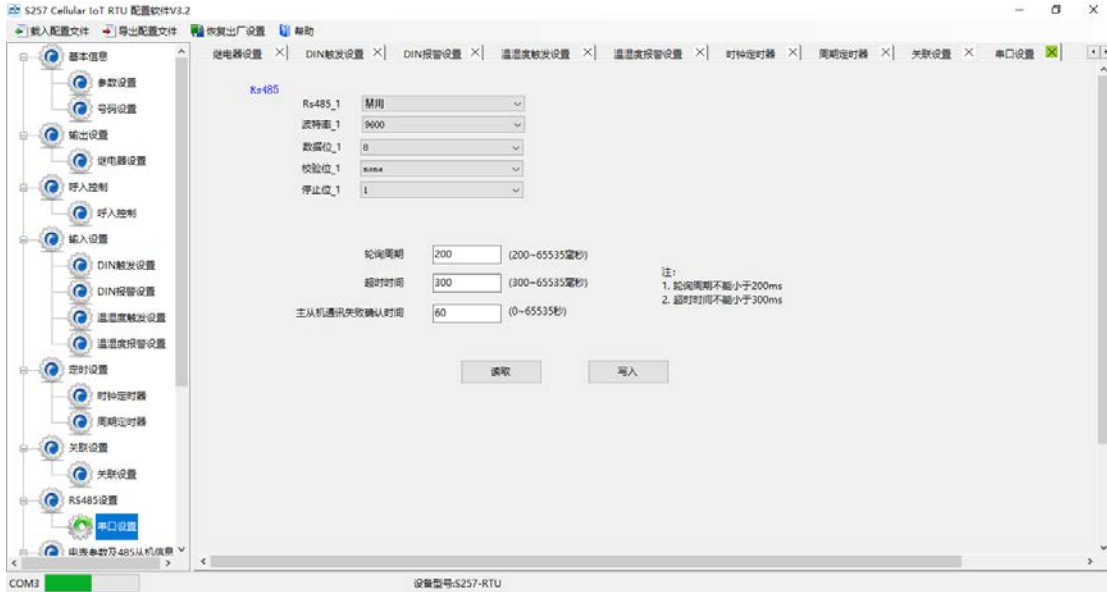 S257 Cellular IoT RTU 配置软件V3.2
载入配置文件 导出配置文件 恢复出厂设置 帮助
继电器设置 DIN触发设置 DIN报警设置 温湿度触发设置 温湿度报警设置 时钟定时器 周期定时器 关联设置 串口设置
基本信息
参数设置
号码设置
输出设置
继电器设置
呼入控制
呼入控制
输入设置
DIN触发设置
DIN报警设置
温湿度触发设置
温湿度报警设置
定时设置
时钟定时器
周期定时器
关联设置
关联设置
RS485设置
串口设置
电表参数及485从机信息
Rs485
Rs485_1 禁用
波特率_1 9600
数据位_1 8
校验位_1 none
停止位_1 1
轮询周期 200 (200~65535毫秒)
超时时间 300 (300~65535毫秒)
主从机通讯失败确认时间 60 (0~65535秒)
注:
1. 轮询周期不能小于200ms
2. 超时时间不能小于300ms
读取 写入
COM3 设备型号:S257-RTU